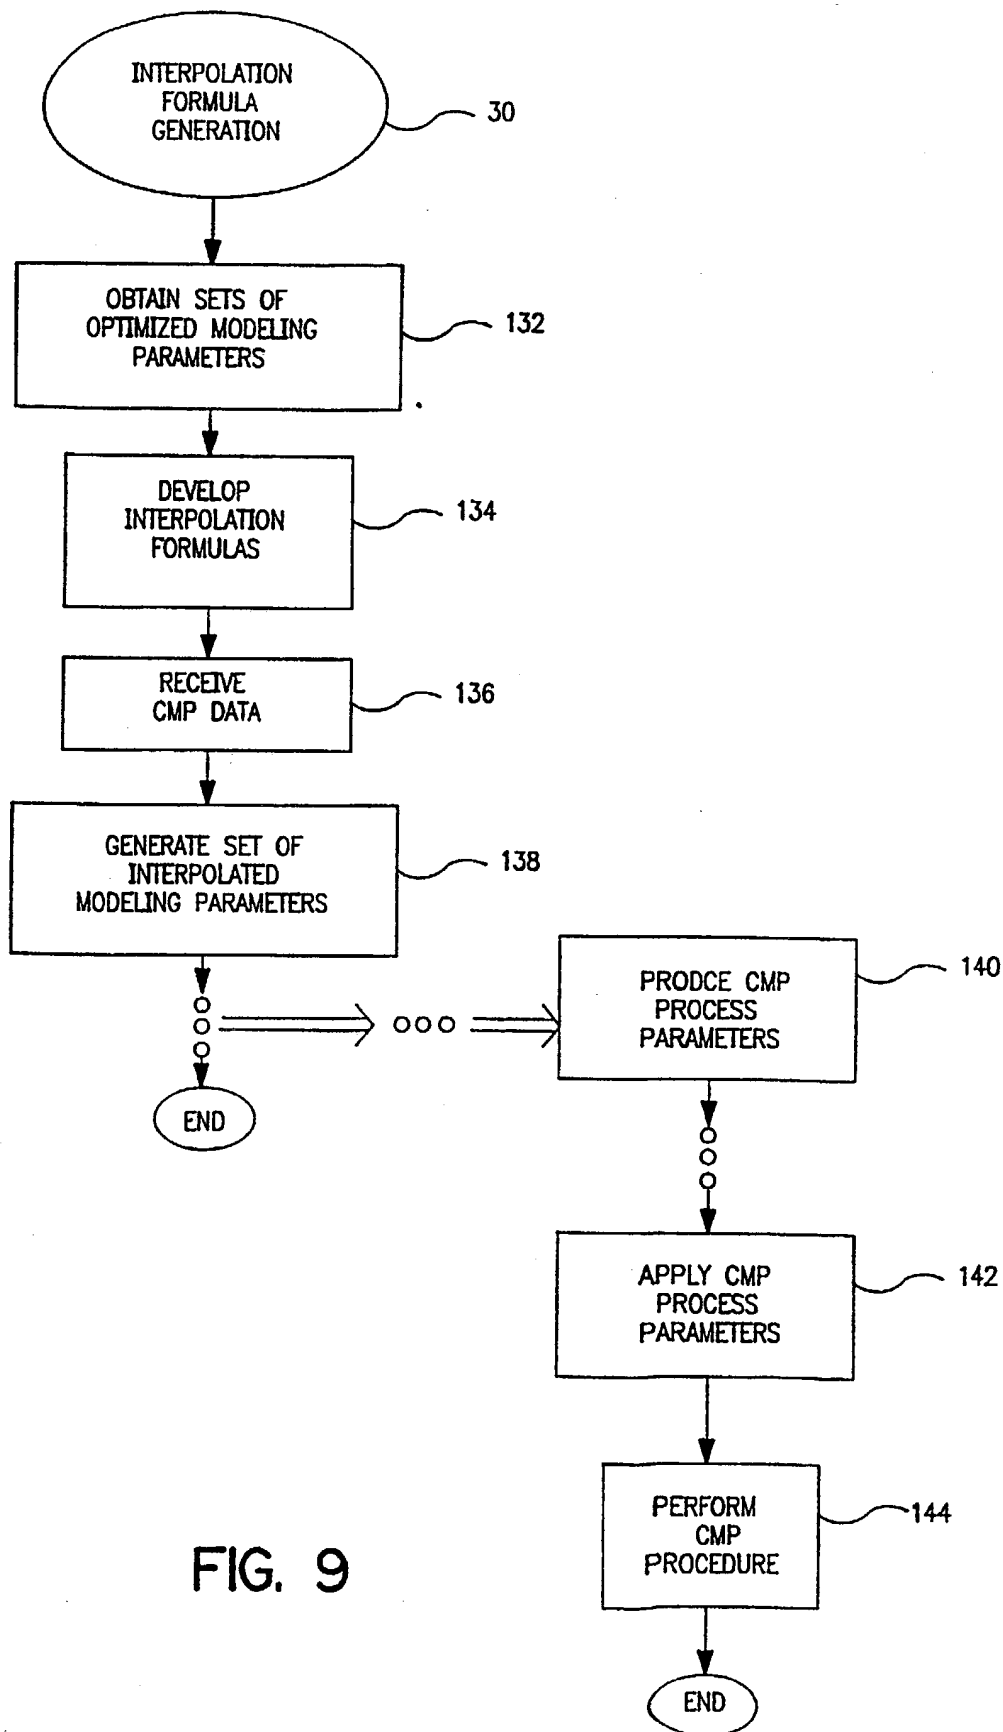 INTERPOLATION
FORMULA
GENERATION
30
OBTAIN SETS OF
OPTIMIZED MODELING
PARAMETERS
132
DEVELOP
INTERPOLATION
FORMULAS
134
RECEIVE
CMP DATA
136
GENERATE SET OF
INTERPOLATED
MODELING PARAMETERS
138
PRODCE CMP
PROCESS
PARAMETERS
140
END
APPLY CMP
PROCESS
PARAMETERS
142
PERFORM
CMP
PROCEDURE
144
FIG. 9
END